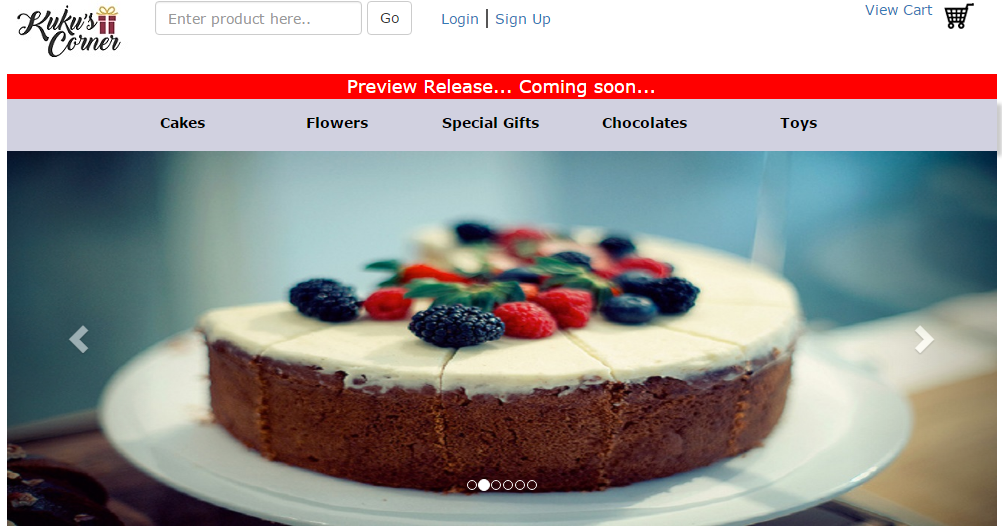 Kuku's
Corner
Enter product here..
Go
Login | Sign Up
View Cart
Preview Release... Coming soon...
Cakes Flowers Special Gifts Chocolates Toys